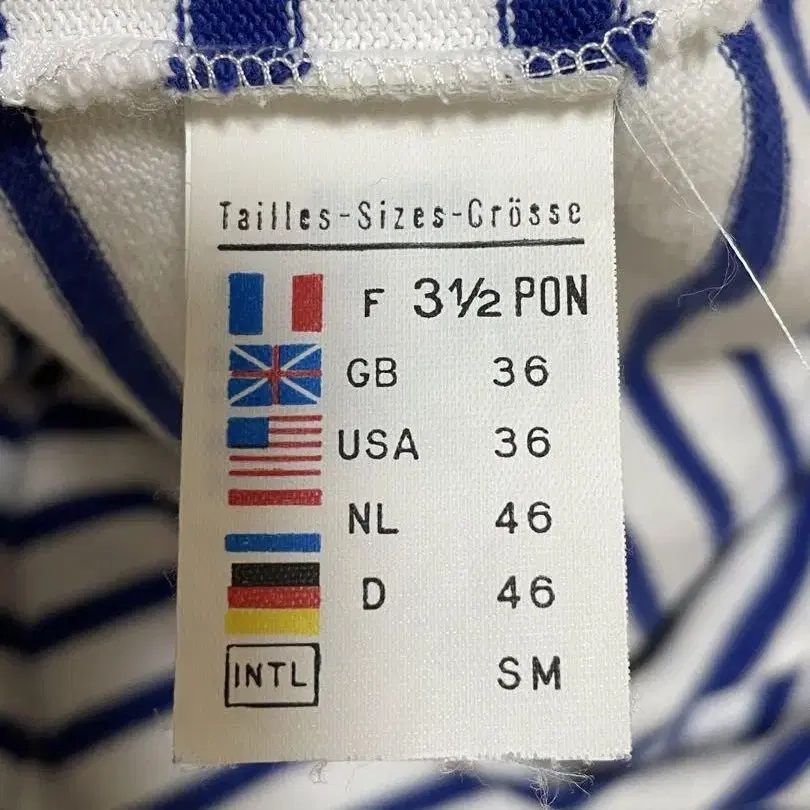 Tailles-Sizes-Grösse
F 3½ PON
GB 36
USA 36
NL 46
D 46
INTL SM